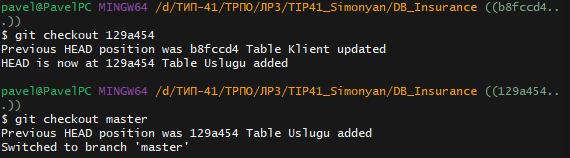 pavel@PavelPC MINGW64 /d/ТИП-41/ТРПО/ЛР3/TIP41_Simonyan/DB_Insurance ((b8fccd4..
.))
$ git checkout 129a454
Previous HEAD position was b8fccd4 Table Klient updated
HEAD is now at 129a454 Table Uslugu added
pavel@PavelPC MINGW64 /d/ТИП-41/ТРПО/ЛР3/TIP41_Simonyan/DB_Insurance ((129a454..
.))
$ git checkout master
Previous HEAD position was 129a454 Table Uslugu added
Switched to branch 'master'